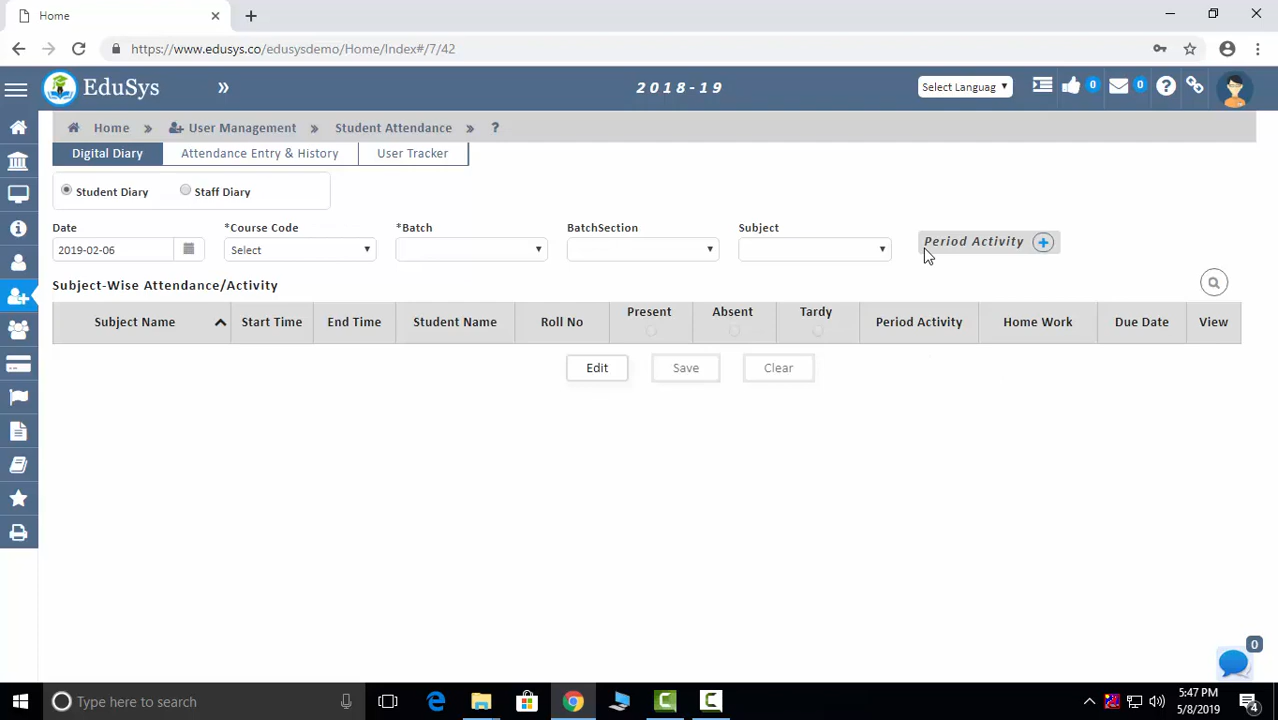 Home
https://www.edusys.co/edusysdemo/Home/Index#/7/42
EduSys » 2018-19 Select Languag 0 0
Home » User Management » Student Attendance » ?
Digital Diary Attendance Entry & History User Tracker
Student Diary Staff Diary
Date *Course Code *Batch BatchSection Subject
Period Activity
2019-02-06 Select
Subject-Wise Attendance/Activity
Subject Name Start Time End Time Student Name Roll No Present Absent Tardy Period Activity Home Work Due Date View
Edit Save Clear
0
Type here to search
5:47 PM
5/8/2019
4